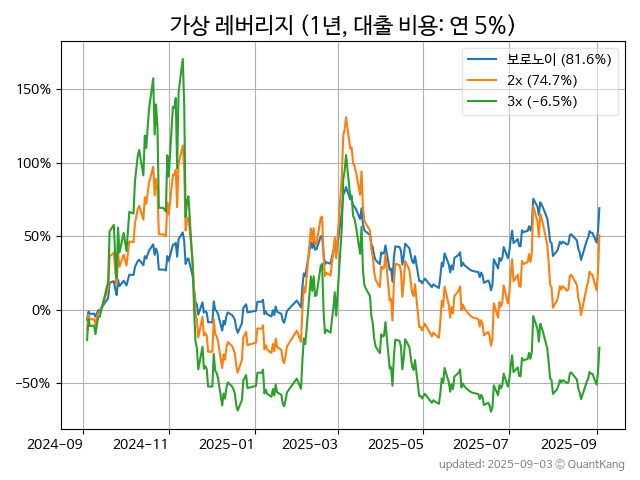 가상 레버리지 (1년, 대출 비용: 연 5%)
보로노이 (81.6%)
2x (74.7%)
3x (-6.5%)
150%
100%
50%
0%
−50%
2024-09 2024-11 2025-01 2025-03 2025-05 2025-07 2025-09
updated: 2025-09-03 © QuantKang